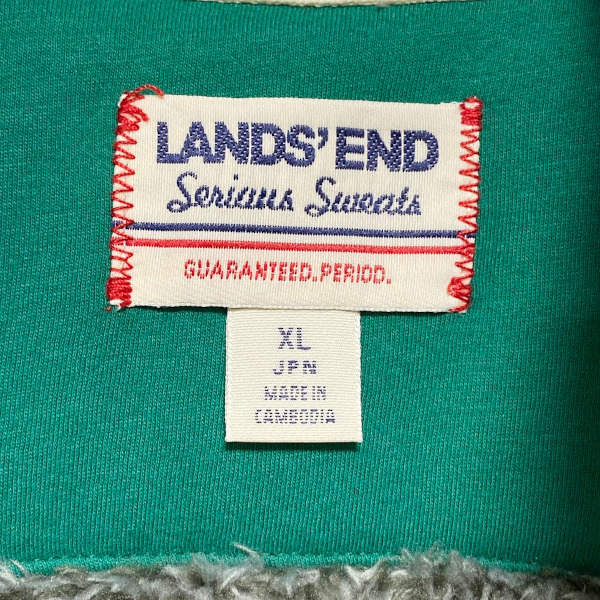 LANDS' END
Serious Sweats
GUARANTEED.PERIOD.
XL
JPN
MADE IN
CAMBODIA